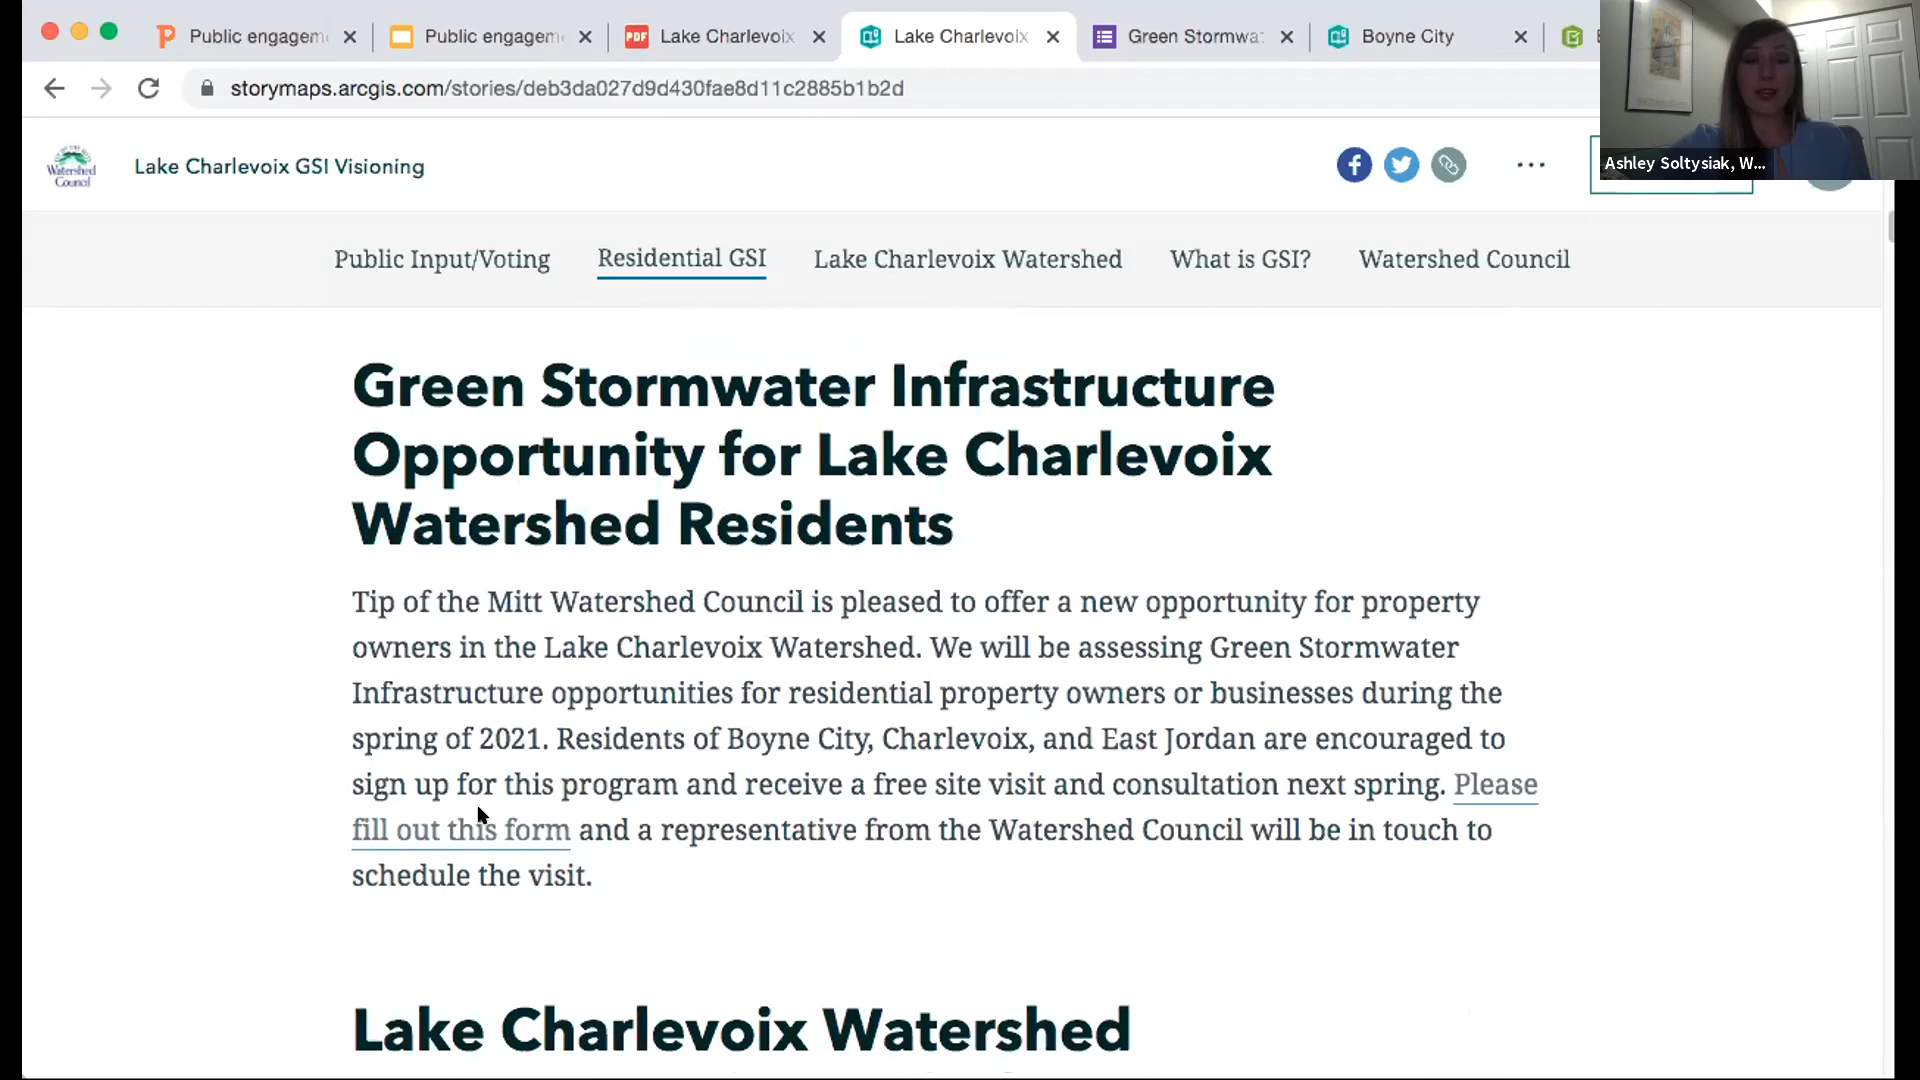 Public engagem
Public engagem
Lake Charlevoix
Lake Charlevoix
Green Stormwa
Boyne City
storymaps.arcgis.com/stories/deb3da027d9d430fae8d11c2885b1b2d
Ashley Soltysiak, W...
Watershed
Council
Lake Charlevoix GSI Visioning
Public Input/Voting
Residential GSI
Lake Charlevoix Watershed
What is GSI?
Watershed Council
Green Stormwater Infrastructure
Opportunity for Lake Charlevoix
Watershed Residents
Tip of the Mitt Watershed Council is pleased to offer a new opportunity for property
owners in the Lake Charlevoix Watershed. We will be assessing Green Stormwater
Infrastructure opportunities for residential property owners or businesses during the
spring of 2021. Residents of Boyne City, Charlevoix, and East Jordan are encouraged to
sign up for this program and receive a free site visit and consultation next spring. Please
fill out this form and a representative from the Watershed Council will be in touch to
schedule the visit.
Lake Charlevoix Watershed